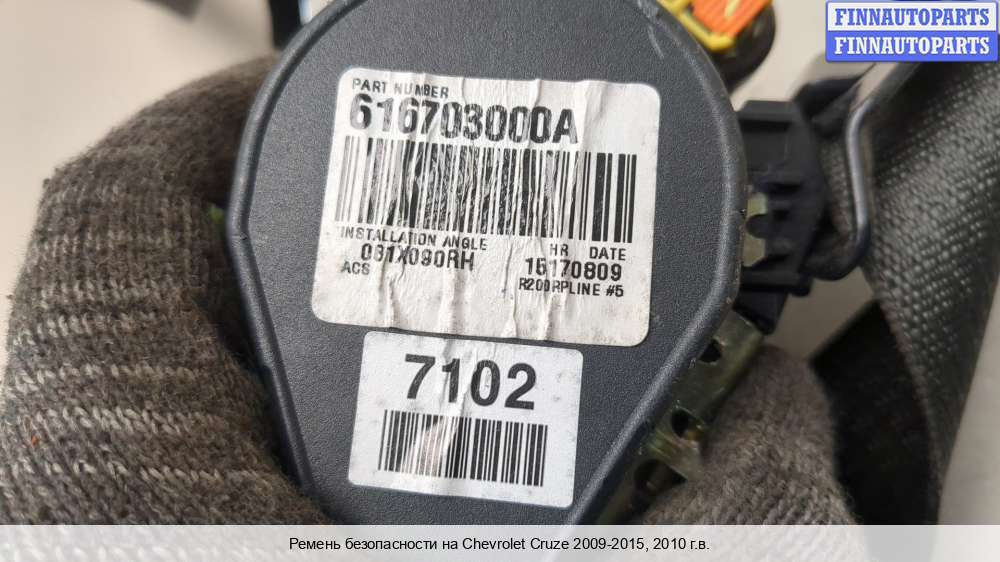 FINNAUTOPARTS
FINNAUTOPARTS
PART NUMBER
616703000A
INSTALLATION ANGLE HR DATE
031X090RH 15170809
ACS R200RPLINE #5
7102
Ремень безопасности на Chevrolet Cruze 2009-2015, 2010 г.в.